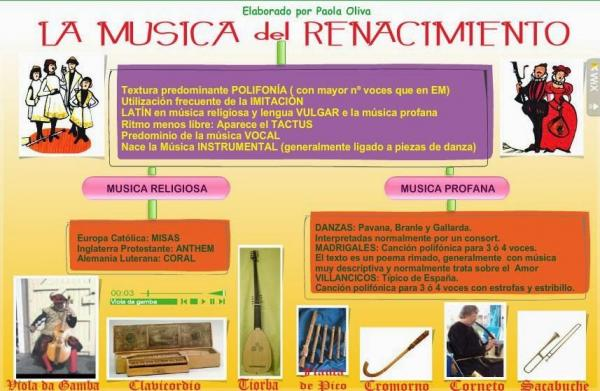 Elaborado por Paola Oliva
LA MUSICA del RENACIMIENTO
Textura predominante POLIFONÍA ( con mayor nº voces que en EM)
Utilización frecuente de la IMITACIÓN
LATÍN en música religiosa y lengua VULGAR e la música profana
Ritmo menos libre: Aparece el TACTUS
Predominio de la música VOCAL
Nace la Música INSTRUMENTAL (generalmente ligado a piezas de danza)
MUSICA RELIGIOSA
MUSICA PROFANA
Europa Católica: MISAS
Inglaterra Protestante: ANTHEM
Alemania Luterana: CORAL
DANZAS: Pavana, Branle y Gallarda.
Interpretadas normalmente por un consort.
MADRIGALES: Canción polifónica para 3 ó 4 voces.
El texto es un poema rimado, generalmente con música
muy descriptiva y normalmente trata sobre el Amor
VILLANCICOS: Típico de España.
Canción polifónica para 3 ó 4 voces con estrofas y estribillo.
00:03
Viola da gamba
Viola da Gamba
Clavicordio
Tiorba
de Pico
Cromorno
Corneto
Sacabuche